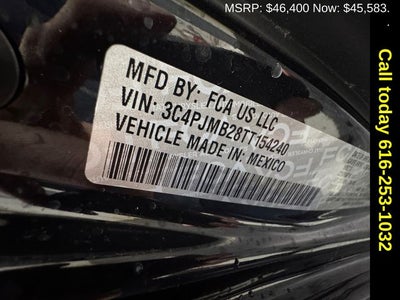 MSRP: $46,400 Now: $45,583.
MFD BY: FCA US LLC
VIN: 3C4PJMB28TT154240
VEHICLE MADE IN: MEXICO
Call today 616-253-1032